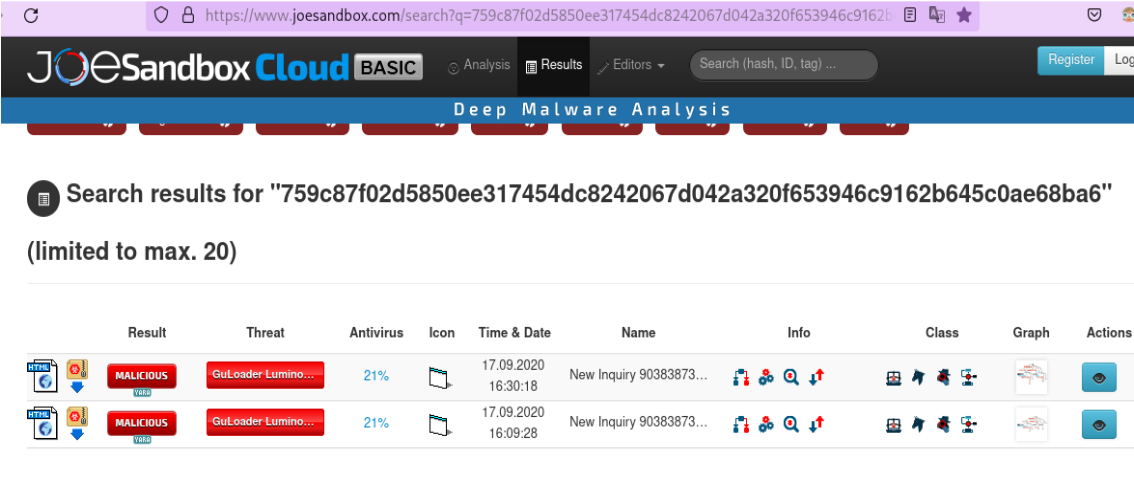 https://www.joesandbox.com/search?q=759c87f02d5850ee317454dc8242067d042a320f653946c9162b
JOESandbox Cloud BASIC
Analysis
Results
Editors
Search (hash, ID, tag) ...
Register
Log
Deep Malware Analysis
Search results for "759c87f02d5850ee317454dc8242067d042a320f653946c9162b645c0ae68ba6"
(limited to max. 20)
Result Threat Antivirus Icon Time & Date Name Info Class Graph Actions
HTML MALICIOUS YARA GuLoader Lumino... 21% 17.09.2020 16:30:18 New Inquiry 90383873...
HTML MALICIOUS YARA GuLoader Lumino... 21% 17.09.2020 16:09:28 New Inquiry 90383873...